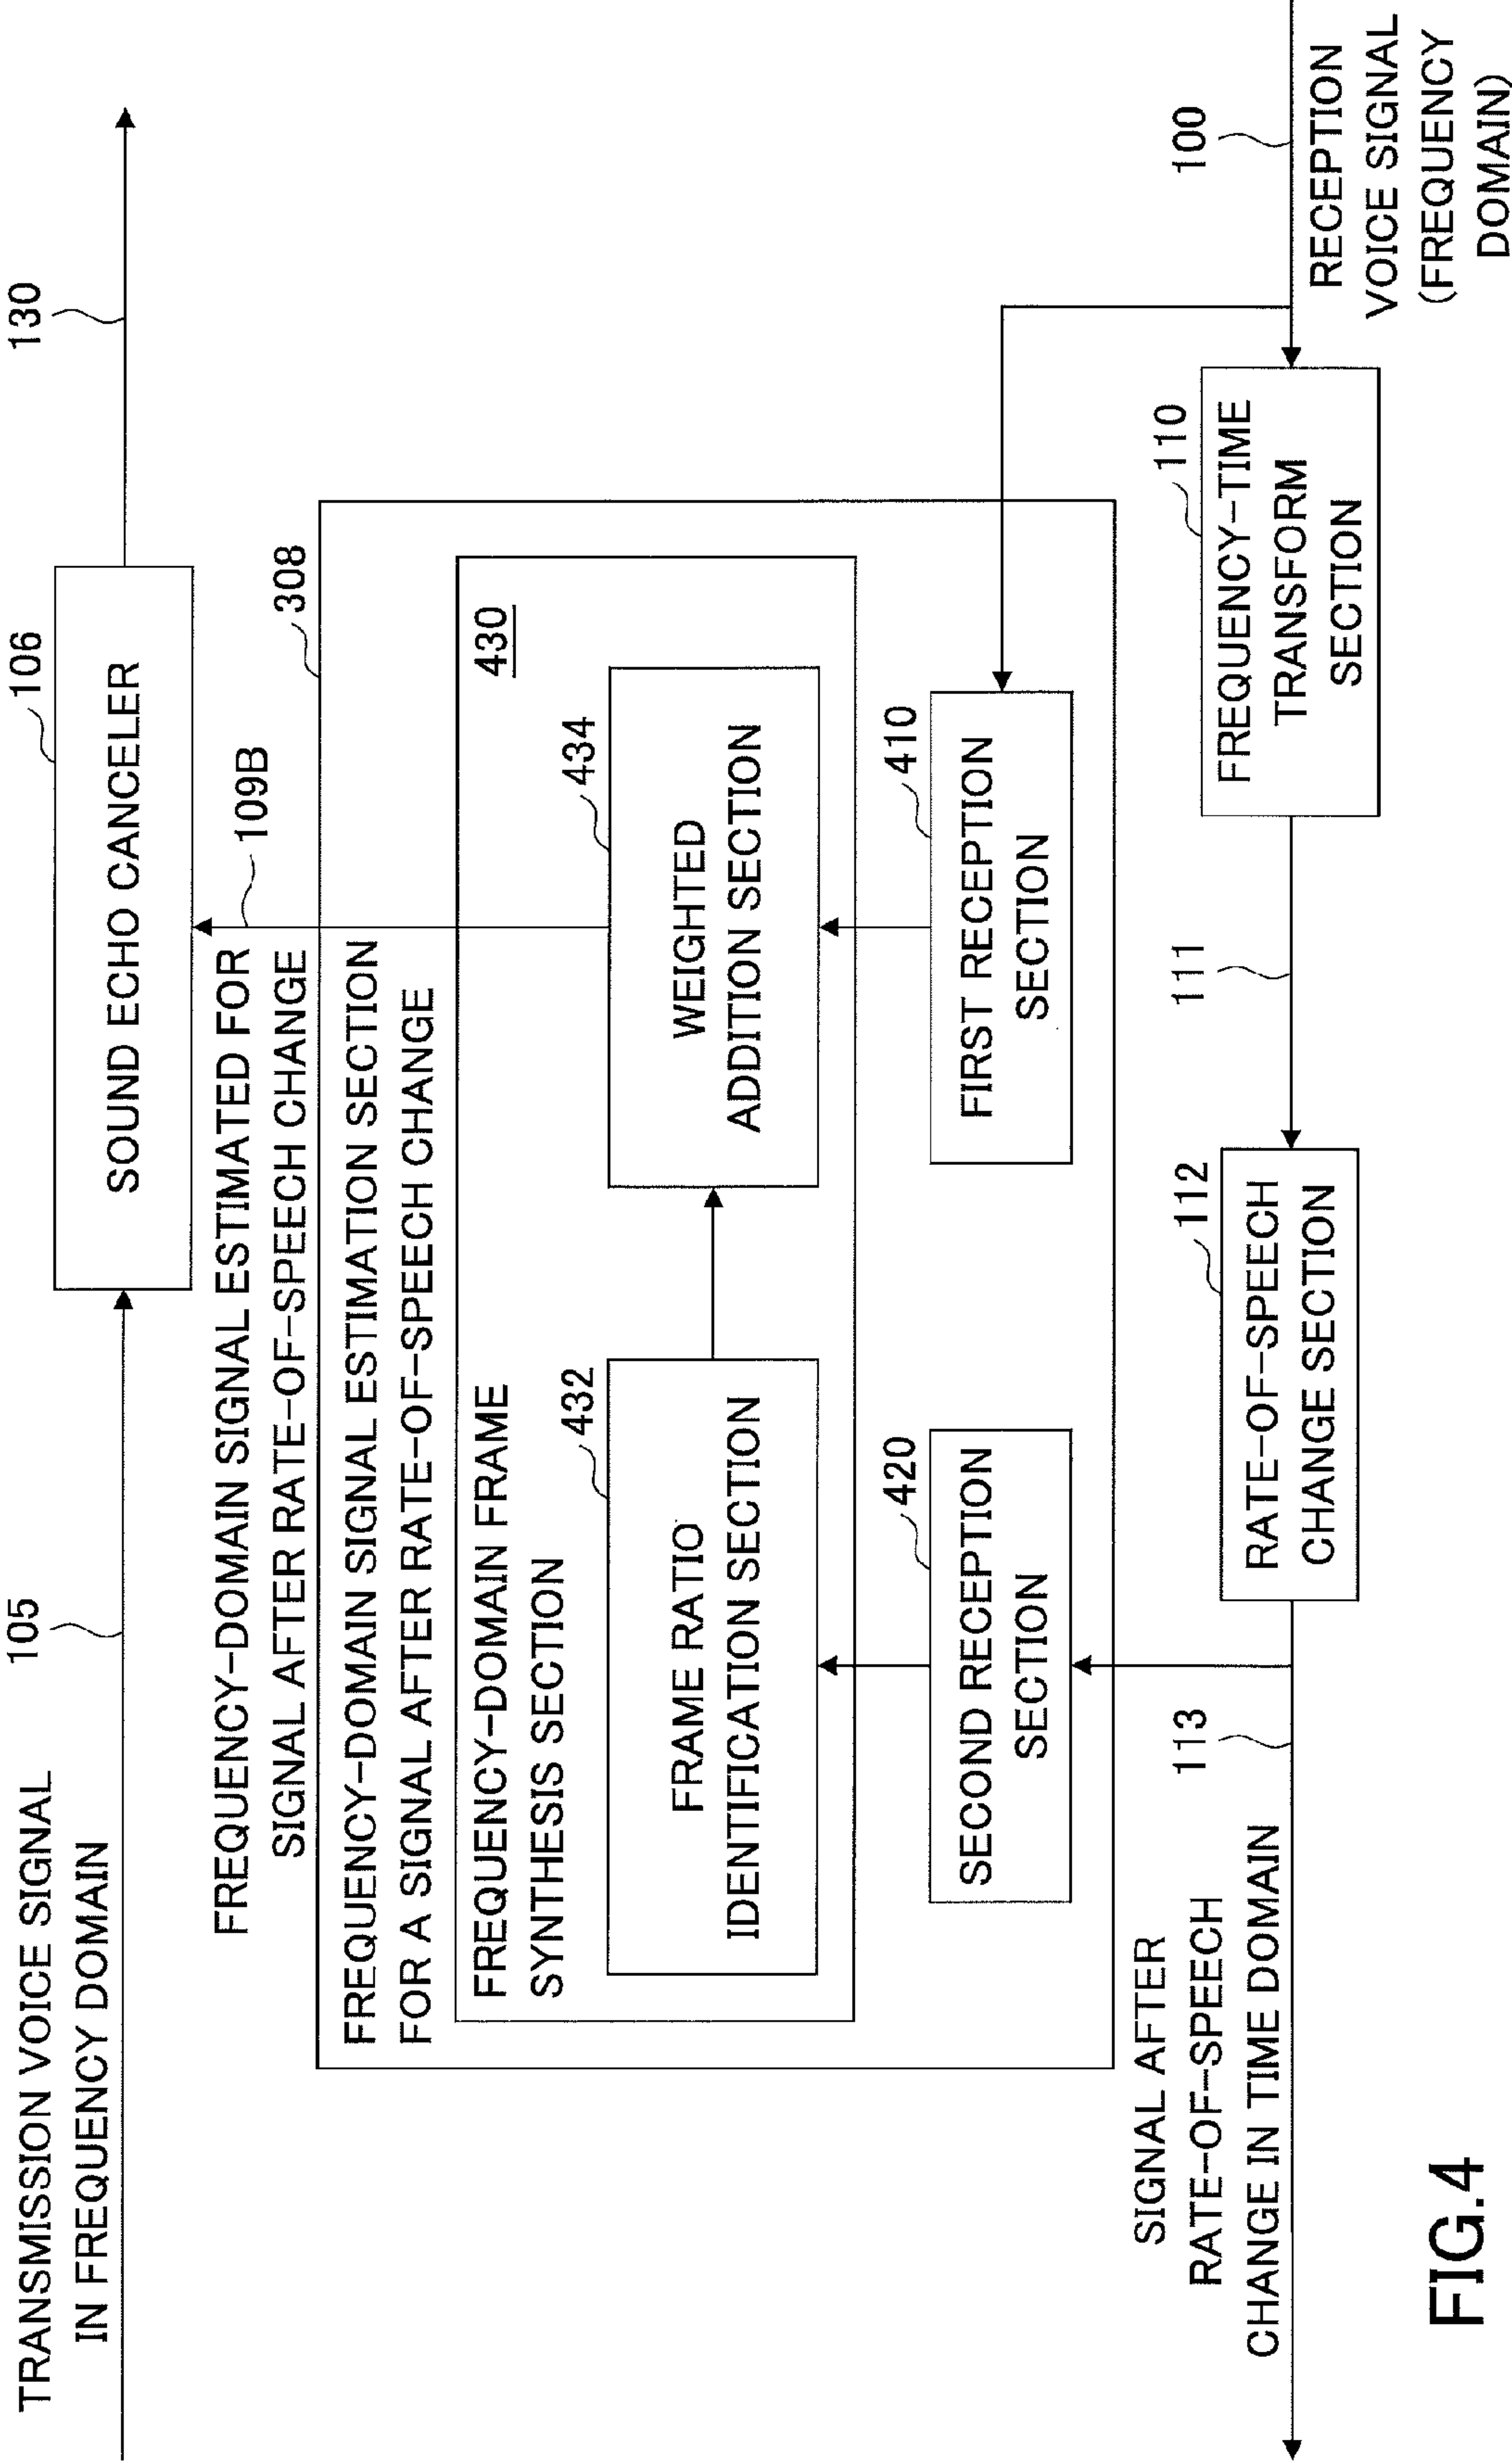 TRANSMISSION VOICE SIGNAL
IN FREQUENCY DOMAIN
105
106
SOUND ECHO CANCELER
130
109B
FREQUENCY-DOMAIN SIGNAL ESTIMATED FOR
SIGNAL AFTER RATE-OF-SPEECH CHANGE
308
FREQUENCY-DOMAIN SIGNAL ESTIMATION SECTION
FOR A SIGNAL AFTER RATE-OF-SPEECH CHANGE
FREQUENCY-DOMAIN FRAME
SYNTHESIS SECTION
430
432
FRAME RATIO
IDENTIFICATION SECTION
434
WEIGHTED
ADDITION SECTION
420
SECOND RECEPTION
SECTION
410
FIRST RECEPTION
SECTION
SIGNAL AFTER
RATE-OF-SPEECH
CHANGE IN TIME DOMAIN
113
112
RATE-OF-SPEECH
CHANGE SECTION
111
110
FREQUENCY-TIME
TRANSFORM
SECTION
100
RECEPTION
VOICE SIGNAL
(FREQUENCY
DOMAIN)
FIG.4